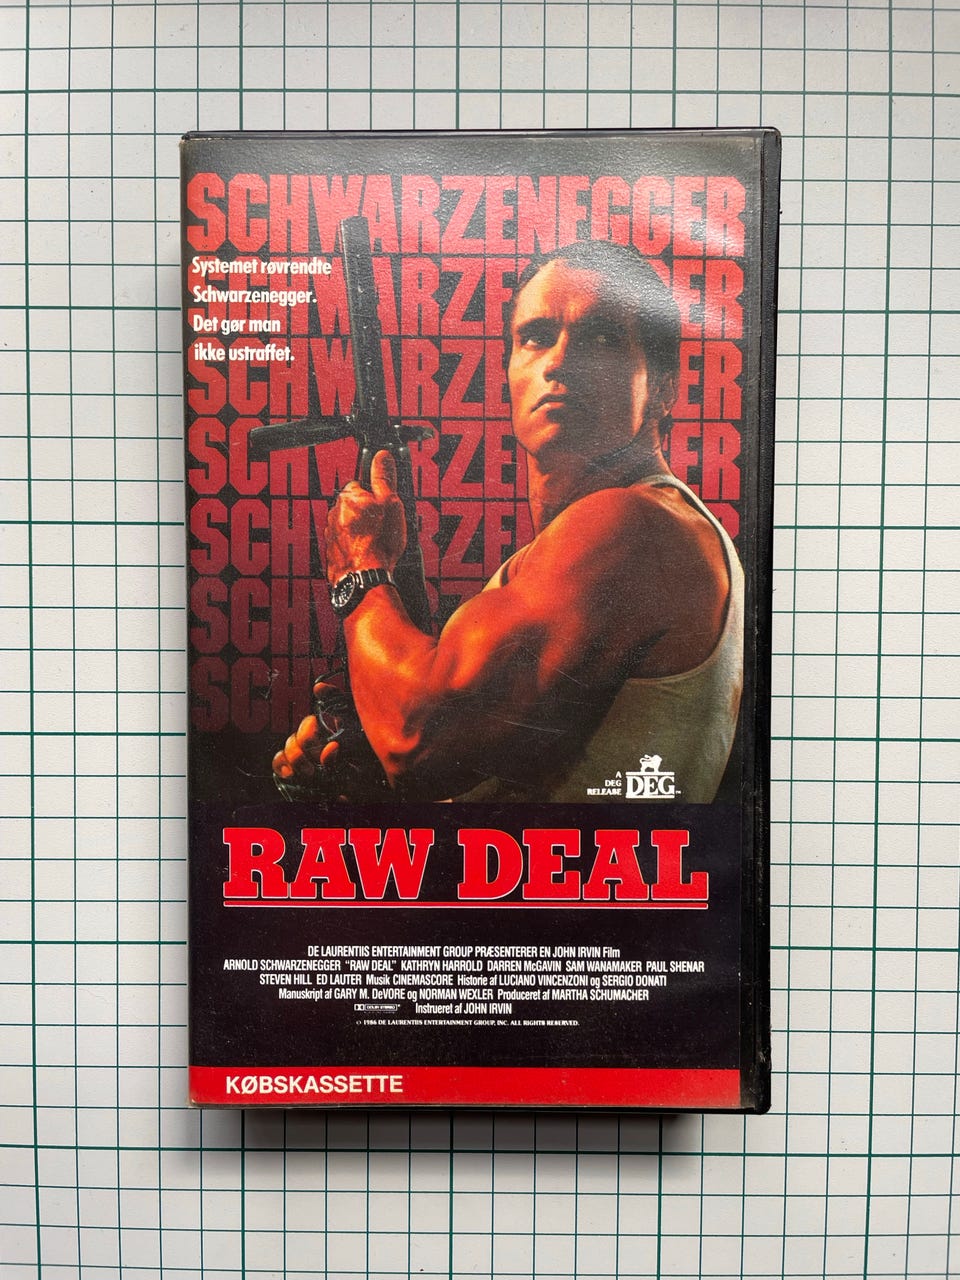 SCHWARZENEGGER
Systemet røvrendte
Schwarzenegger.
Det gør man
ikke ustraffet.
A
DEG
RELEASE
DEG
RAW DEAL
DE LAURENTIIS ENTERTAINMENT GROUP PRÆSENTERER EN JOHN IRVIN Film
ARNOLD SCHWARZENEGGER "RAW DEAL" KATHRYN HARROLD DARREN McGAVIN SAM WANAMAKER PAUL SHENAR
STEVEN HILL ED LAUTER Musik CINEMASCORE Historie af LUCIANO VINCENZONI og SERGIO DONATI
Manuskript af GARY M. DeVORE og NORMAN WEXLER Produceret af MARTHA SCHUMACHER
DOLBY STEREO Instrueret af JOHN IRVIN
© 1986 DE LAURENTIIS ENTERTAINMENT GROUP, INC. ALL RIGHTS RESERVED.
KØBSKASSETTE